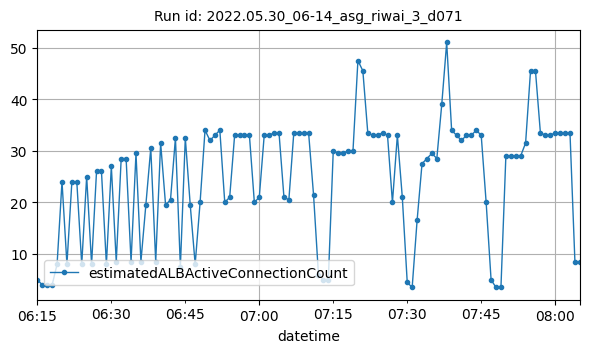 Run id: 2022.05.30_06-14_asg_riwai_3_d071
50
40
30
20
10
estimatedALBActiveConnectionCount
06:15 06:30 06:45 07:00 07:15 07:30 07:45 08:00
datetime